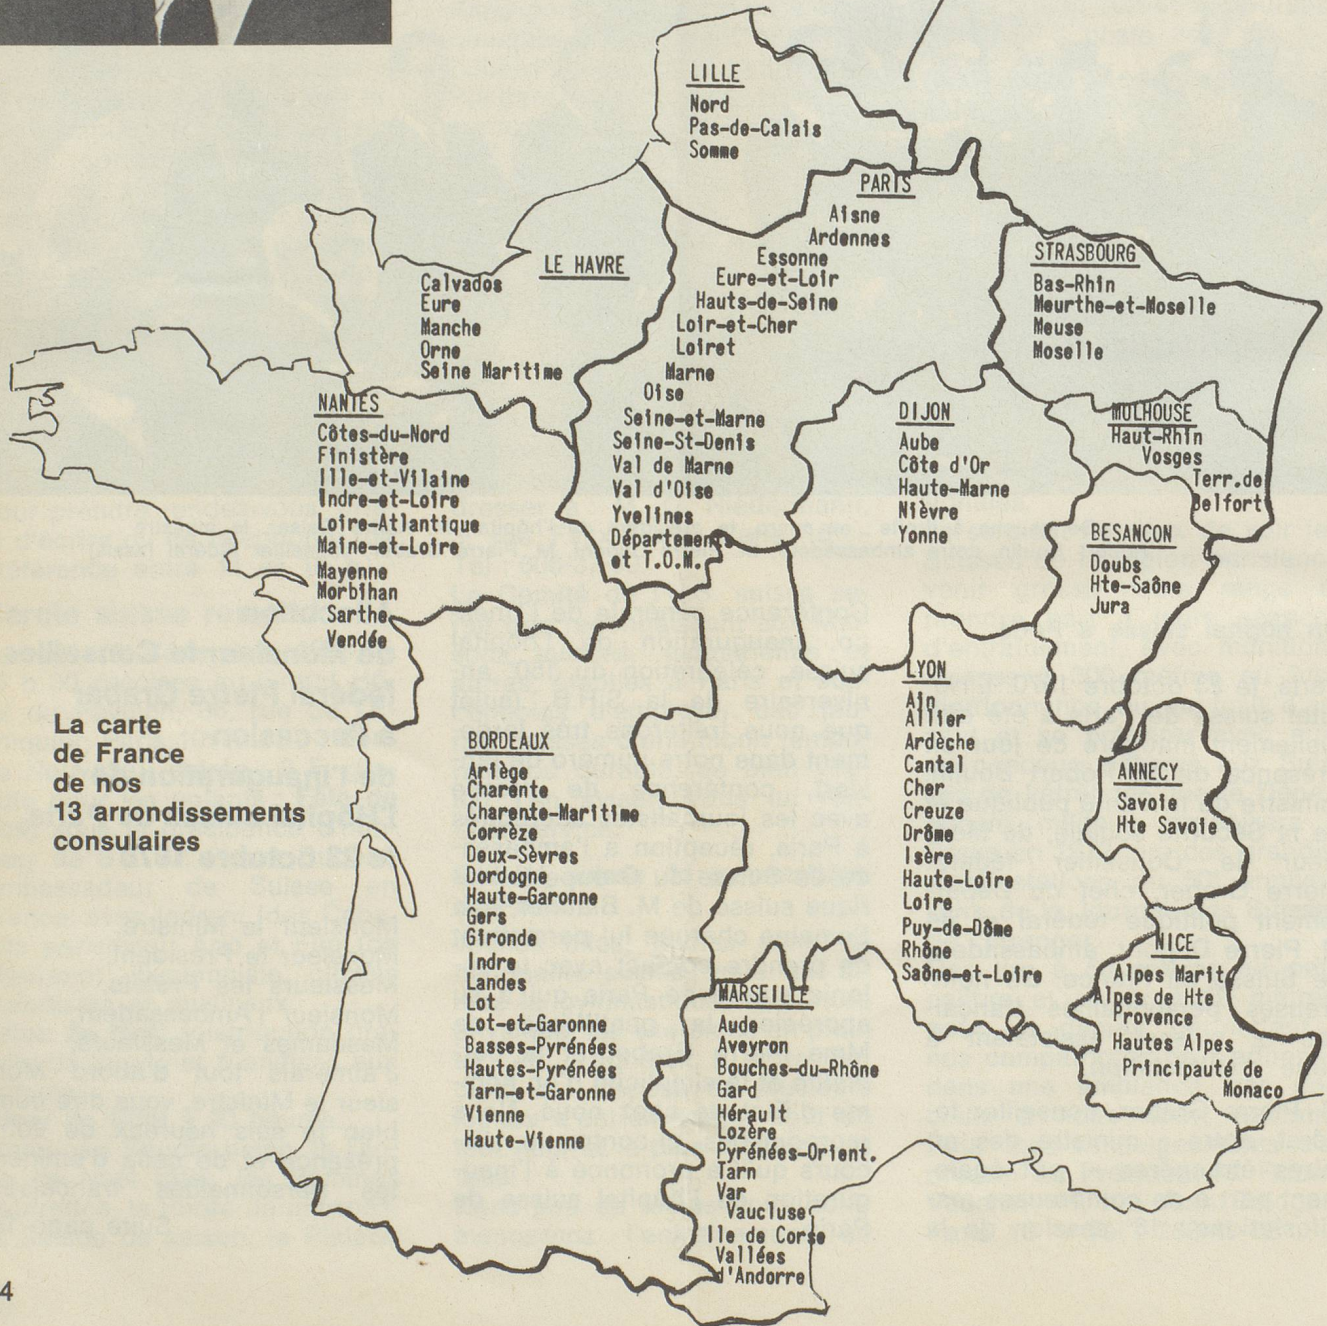 LILLE
Nord
Pas-de-Calais
Somme
PARIS
Aisne
Ardennes
Essonne
Eure-et-Loir
Hauts-de-Seine
Loir-et-Cher
Loiret
Marne
Oise
Seine-et-Marne
Seine-St-Denis
Val de Marne
Val d'Oise
Yvelines
Départements
et T.O.M.
LE HAVRE
Calvados
Eure
Manche
Orne
Seine Maritime
STRASBOURG
Bas-Rhin
Meurthe-et-Moselle
Meuse
Moselle
NANTES
Côtes-du-Nord
Finistère
Ille-et-Vilaine
Indre-et-Loire
Loire-Atlantique
Maine-et-Loire
Mayenne
Morbihan
Sarthe
Vendée
DIJON
Aube
Côte d'Or
Haute-Marne
Nièvre
Yonne
MULHOUSE
Haut-Rhin
Vosges
Terr.de
Belfort
BESANCON
Doubs
Hte-Saône
Jura
La carte
de France
de nos
13 arrondissements
consulaires
BORDEAUX
Ariège
Charente
Charente-Maritime
Corrèze
Deux-Sèvres
Dordogne
Haute-Garonne
Gers
Gironde
Indre
Landes
Lot
Lot-et-Garonne
Basses-Pyrénées
Hautes-Pyrénées
Tarn-et-Garonne
Vienne
Haute-Vienne
LYON
Ain
Allier
Ardèche
Cantal
Cher
Creuze
Drôme
Isère
Haute-Loire
Loire
Puy-de-Dôme
Rhône
Saône-et-Loire
ANNECY
Savoie
Hte Savoie
NICE
Alpes Marit
Alpes de Hte
Provence
Hautes Alpes
Principauté de
Monaco
MARSEILLE
Aude
Aveyron
Bouches-du-Rhône
Gard
Hérault
Lozère
Pyrénées-Orient.
Tarn
Var
Vaucluse
Ile de Corse
Vallées
d'Andorre
4